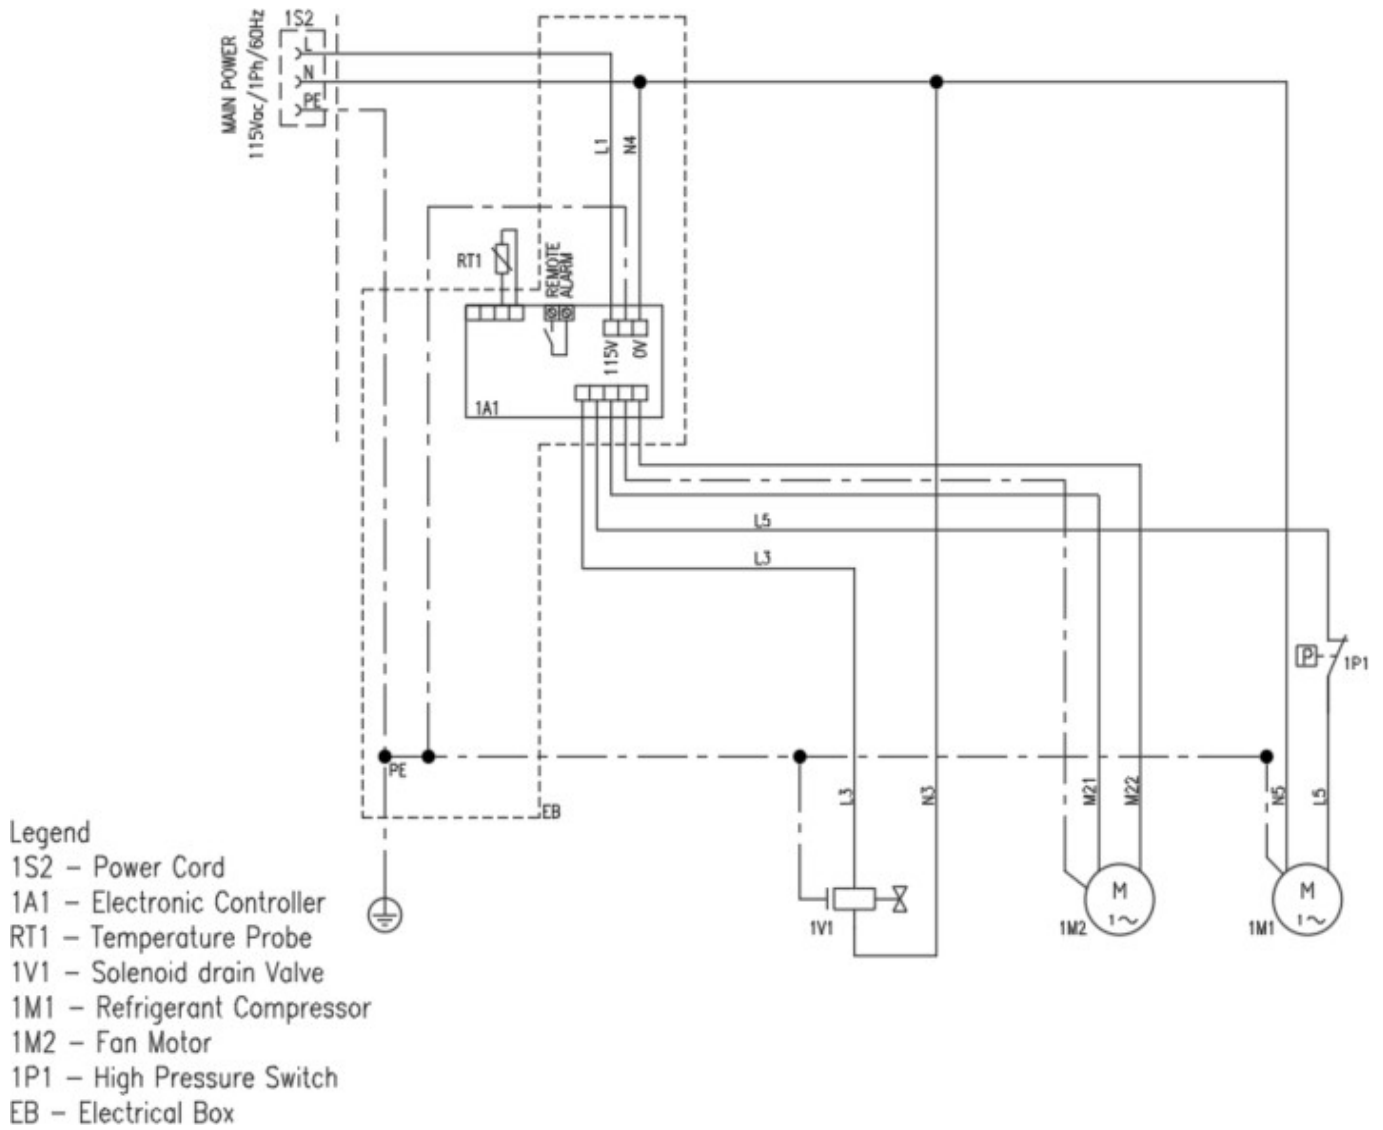 1S2
MAIN POWER
115Vac/1Ph/60Hz
L
N
PE
L1
N4
RT1
REMOTE
ALARM
115V
0V
1A1
L5
L3
P
1P1
PE
L3
N3
M21
M22
N5
L5
EB
1V1
M
1~
1M2
M
1~
1M1
Legend
1S2 – Power Cord
1A1 – Electronic Controller
RT1 – Temperature Probe
1V1 – Solenoid drain Valve
1M1 – Refrigerant Compressor
1M2 – Fan Motor
1P1 – High Pressure Switch
EB – Electrical Box